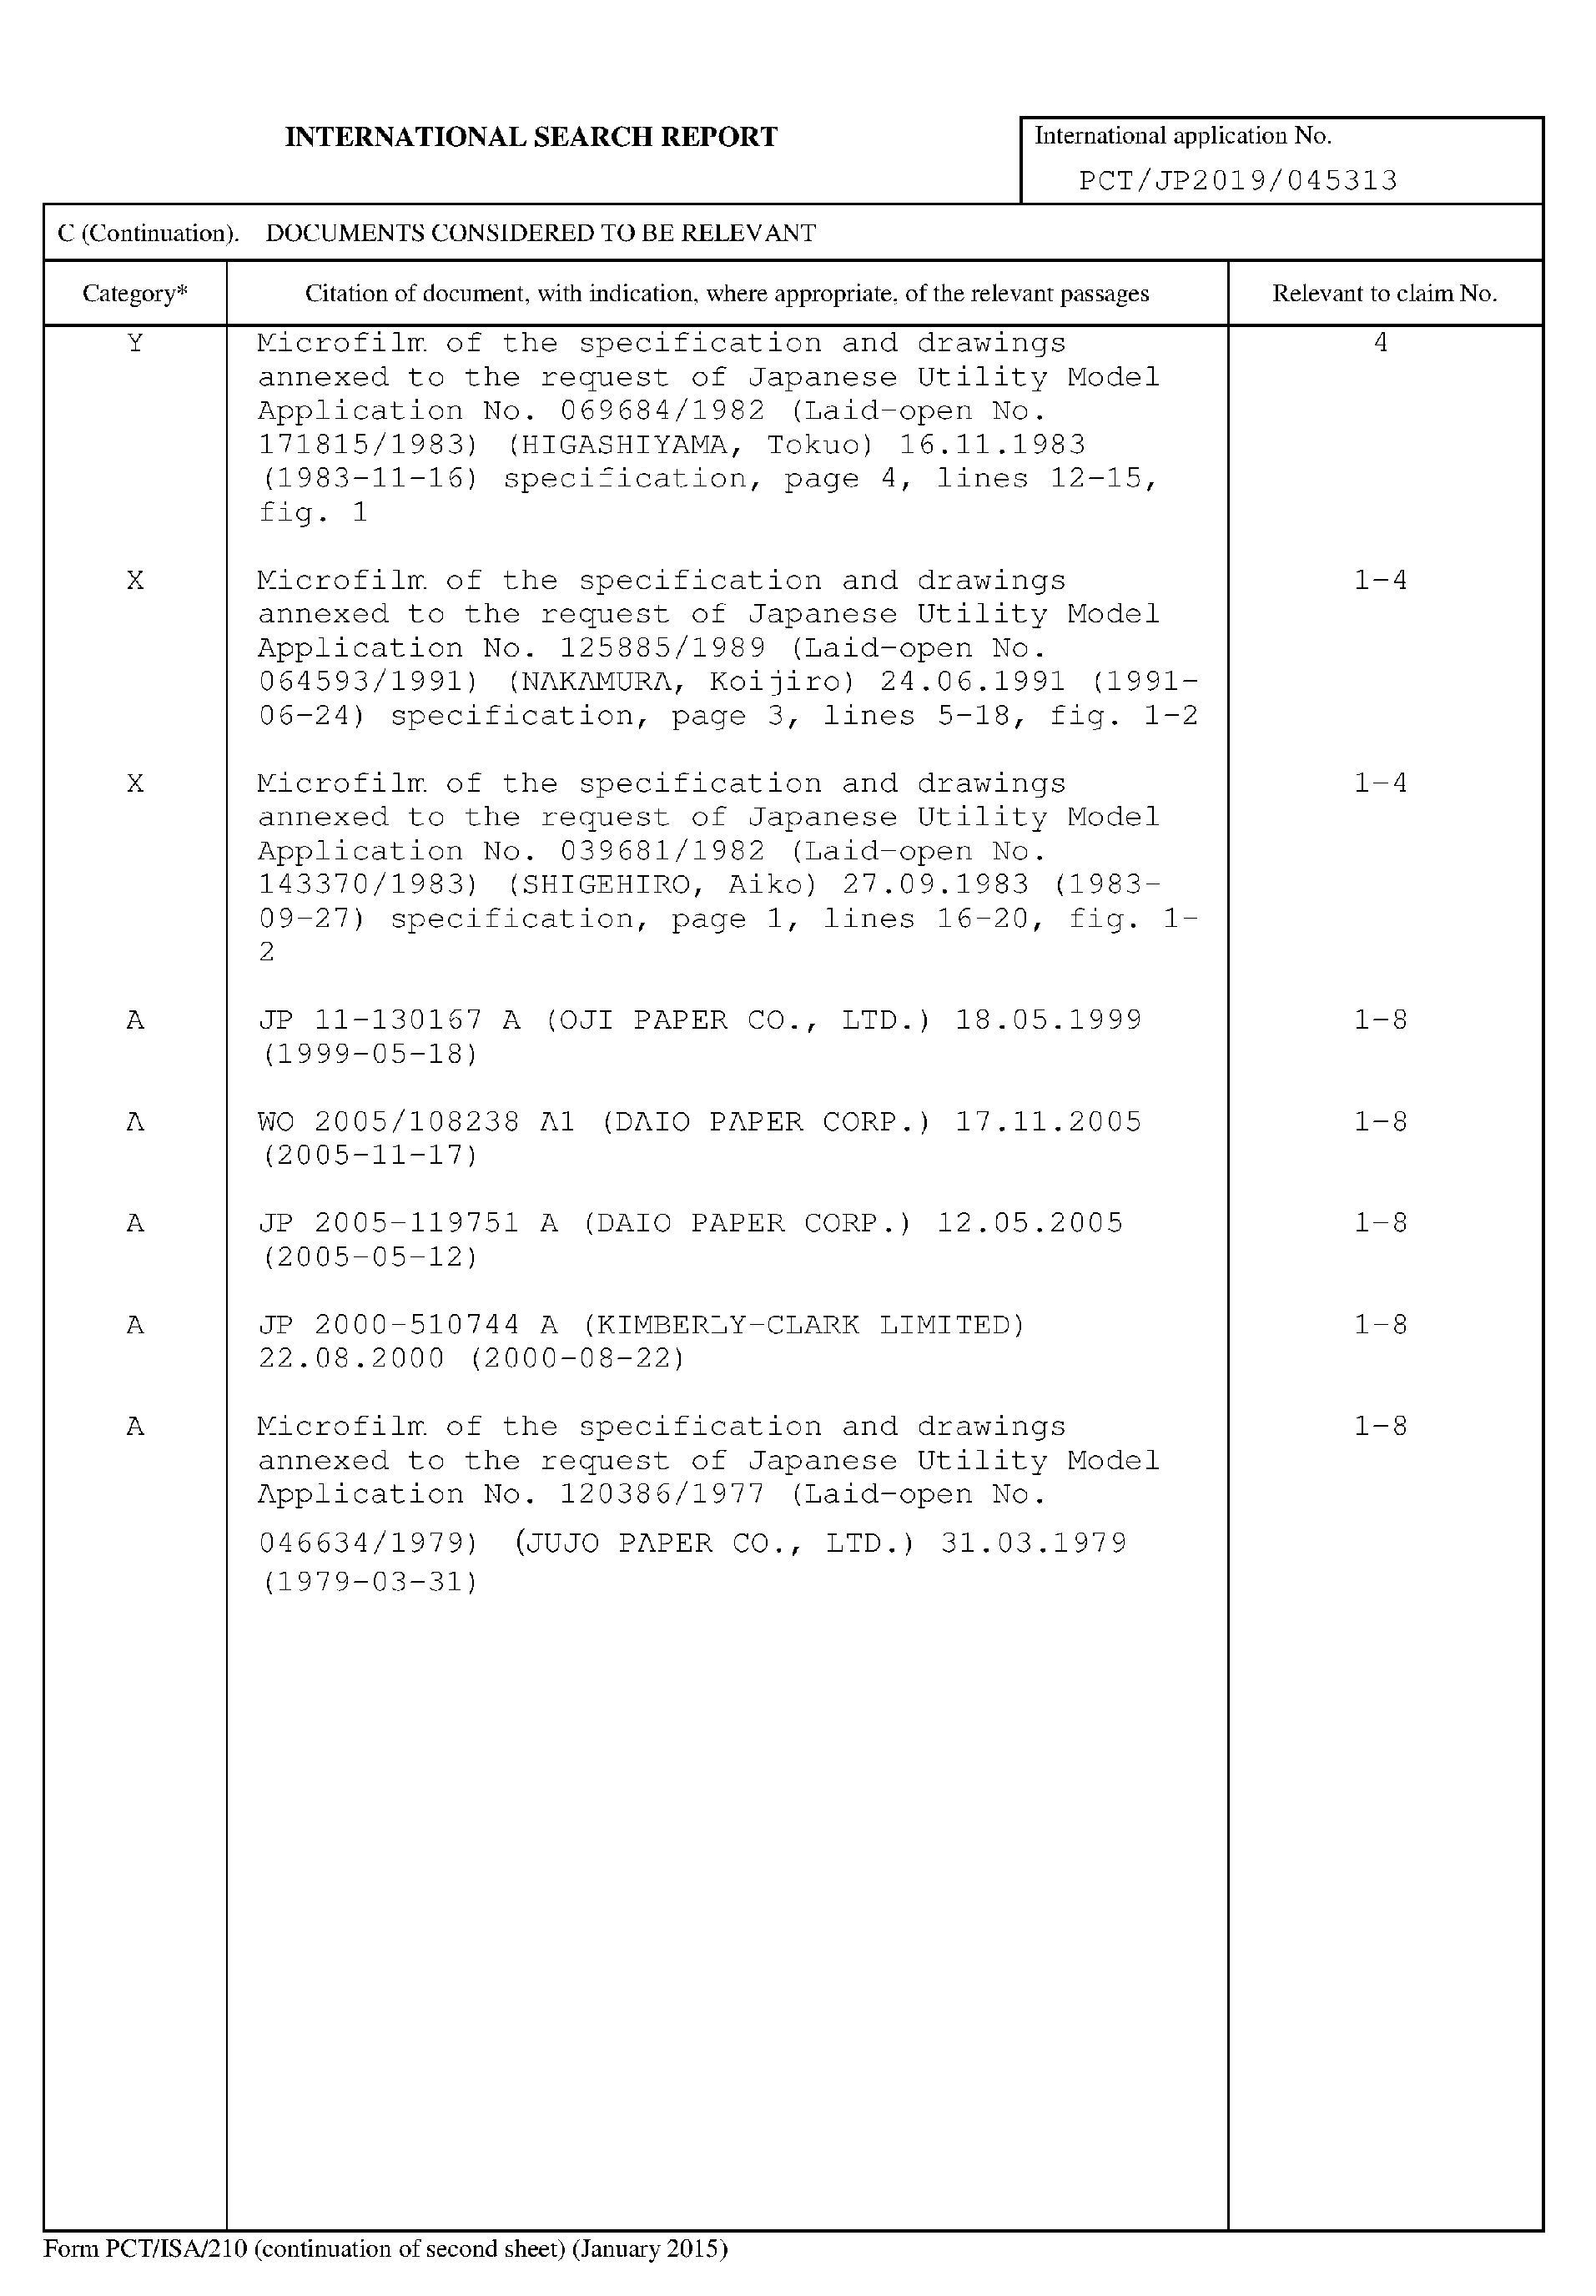 INTERNATIONAL SEARCH REPORT
International application No.
PCT/JP2019/045313
C (Continuation). DOCUMENTS CONSIDERED TO BE RELEVANT
Category* Citation of document, with indication, where appropriate, of the relevant passages Relevant to claim No.
Y Microfilm of the specification and drawings 4
annexed to the request of Japanese Utility Model
Application No. 069684/1982 (Laid-open No.
171815/1983) (HIGASHIYAMA, Tokuo) 16.11.1983
(1983-11-16) specification, page 4, lines 12-15,
fig. 1
X Microfilm of the specification and drawings 1-4
annexed to the request of Japanese Utility Model
Application No. 125885/1989 (Laid-open No.
064593/1991) (NAKAMURA, Koijiro) 24.06.1991 (1991-
06-24) specification, page 3, lines 5-18, fig. 1-2
X Microfilm of the specification and drawings 1-4
annexed to the request of Japanese Utility Model
Application No. 039681/1982 (Laid-open No.
143370/1983) (SHIGEHIRO, Aiko) 27.09.1983 (1983-
09-27) specification, page 1, lines 16-20, fig. 1-
2
A JP 11-130167 A (OJI PAPER CO., LTD.) 18.05.1999 1-8
(1999-05-18)
A WO 2005/108238 A1 (DAIO PAPER CORP.) 17.11.2005 1-8
(2005-11-17)
A JP 2005-119751 A (DAIO PAPER CORP.) 12.05.2005 1-8
(2005-05-12)
A JP 2000-510744 A (KIMBERLY-CLARK LIMITED) 1-8
22.08.2000 (2000-08-22)
A Microfilm of the specification and drawings 1-8
annexed to the request of Japanese Utility Model
Application No. 120386/1977 (Laid-open No.
046634/1979) (JUJO PAPER CO., LTD.) 31.03.1979
(1979-03-31)
Form PCT/ISA/210 (continuation of second sheet) (January 2015)